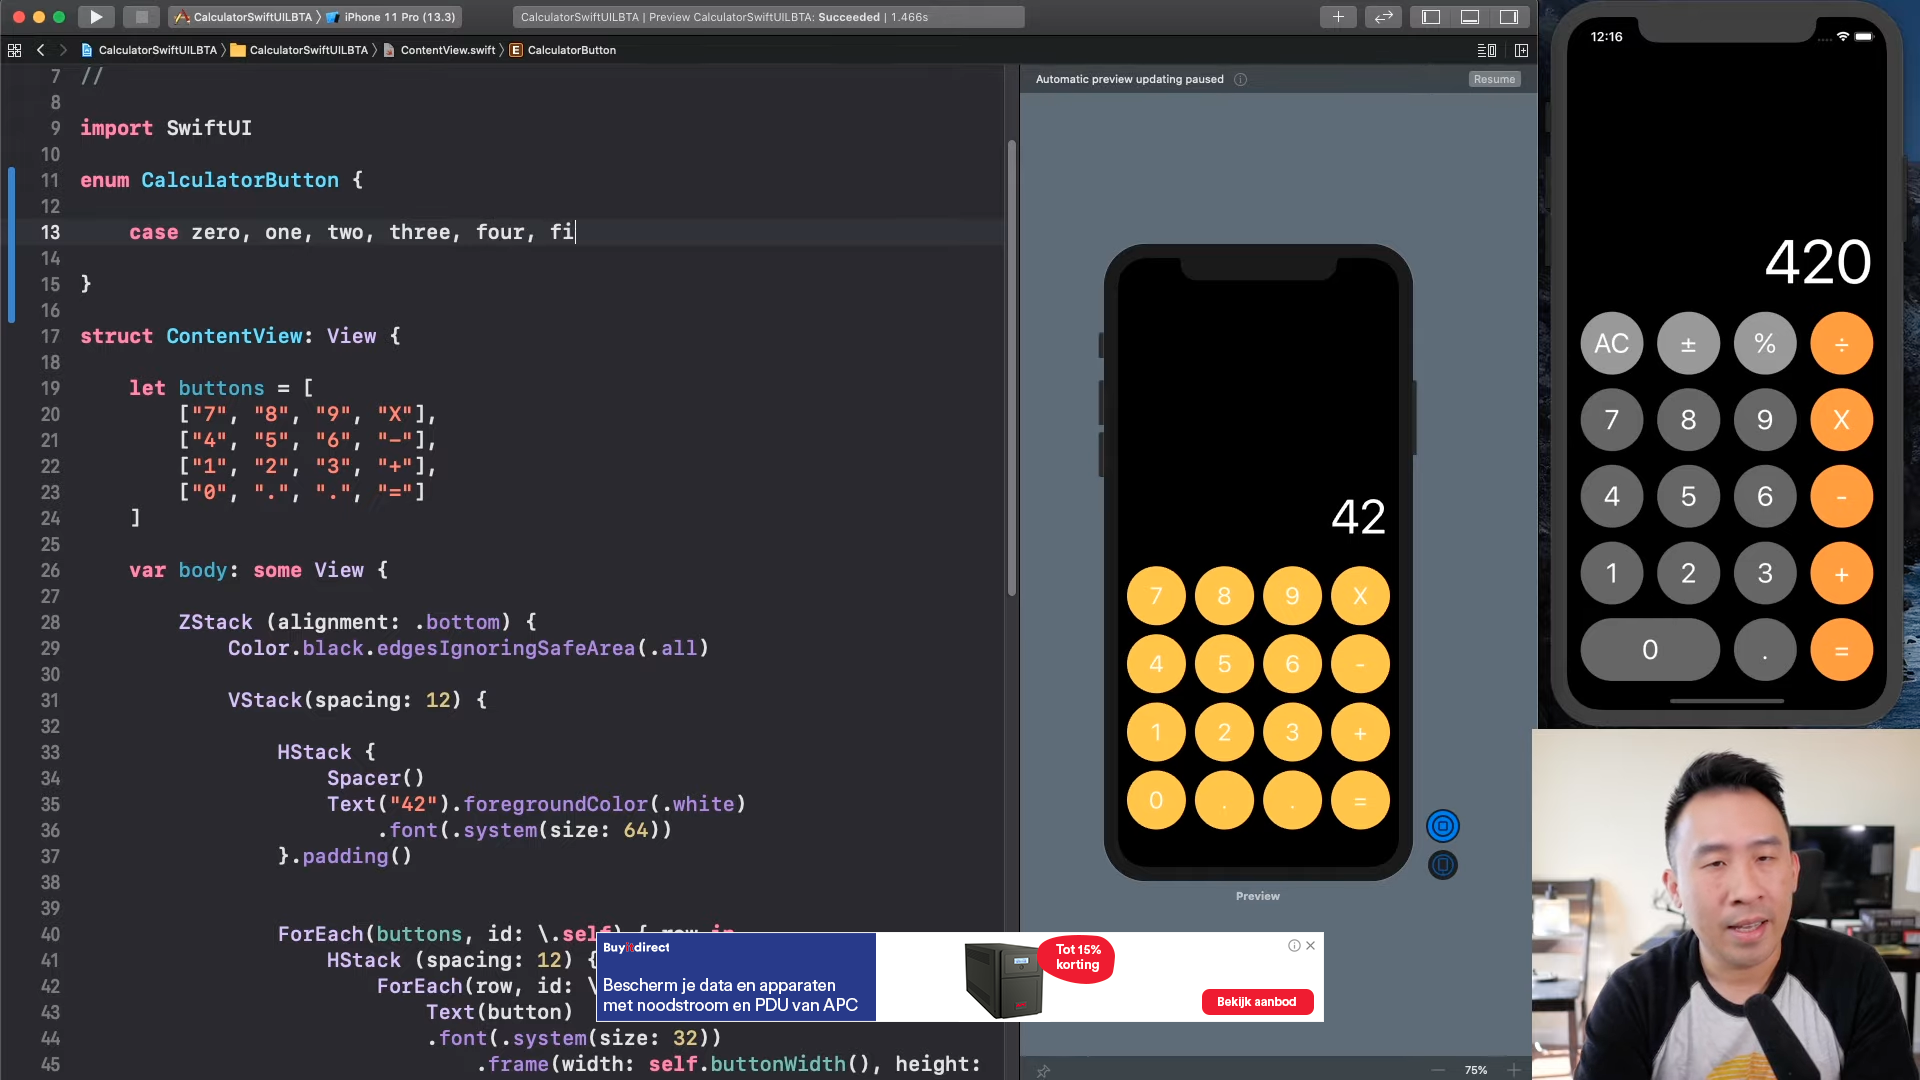 CalculatorSwiftUILBTA
iPhone 11 Pro (13.3)
CalculatorSwiftUILBTA | Preview CalculatorSwiftUILBTA: Succeeded | 1.466s
CalculatorSwiftUILBTA
CalculatorSwiftUILBTA
ContentView.swift
E CalculatorButton
7 //
8
9 import SwiftUI
10
11 enum CalculatorButton {
12
13 case zero, one, two, three, four, fi
14
15 }
16
17 struct ContentView: View {
18
19 let buttons = [
20 ["7", "8", "9", "X"],
21 ["4", "5", "6", "-"],
22 ["1", "2", "3", "+"],
23 ["0", ".", ".", "="]
24 ]
25
26 var body: some View {
27
28 ZStack (alignment: .bottom) {
29 Color.black.edgesIgnoringSafeArea(.all)
30
31 VStack(spacing: 12) {
32
33 HStack {
34 Spacer()
35 Text("42").foregroundColor(.white)
36 .font(.system(size: 64))
37 }.padding()
38
39
40 ForEach(buttons, id: \.self) { row in
41 HStack (spacing: 12) {
42 ForEach(row, id: \
43 Text(button)
44 .font(.system(size: 32))
45 .frame(width: self.buttonWidth(), height:
Automatic preview updating paused
Resume
42
7 8 9 X
4 5 6 -
1 2 3 +
0 . . =
Preview
75%
12:16
420
AC ± % ÷
7 8 9 X
4 5 6 -
1 2 3 +
0 . =
Buyitdirect
Bescherm je data en apparaten
met noodstroom en PDU van APC
Tot 15%
korting
Bekijk aanbod